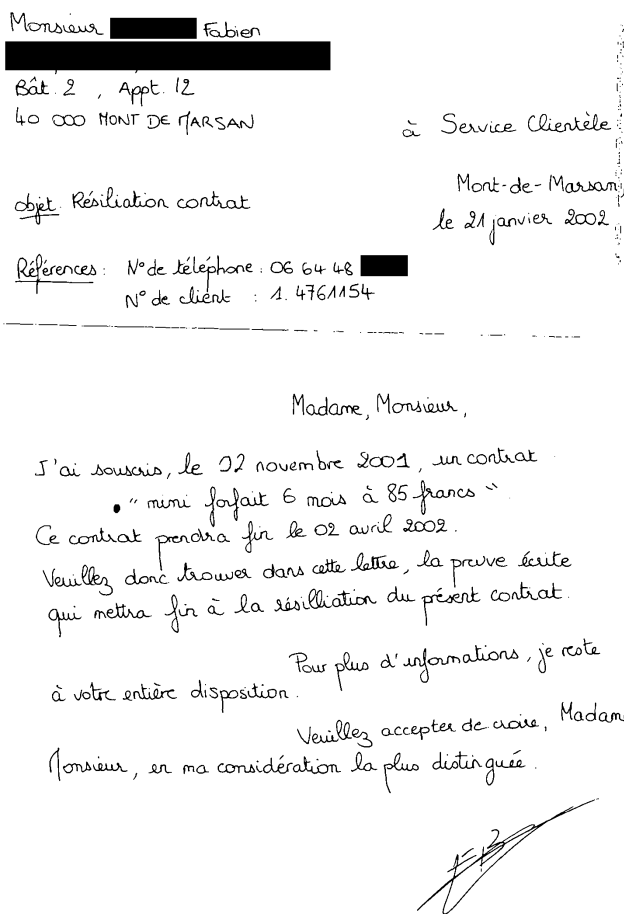 Monsieur Fabien
Bât. 2 , Appt. 12
40 000 MONT DE MARSAN
à Service Clientèle
Mont-de-Marsan,
le 21 janvier 2002
objet Résiliation contrat
Références : N° de téléphone : 06 64 48
N° de client : 1. 4761154
Madame, Monsieur,
J'ai souscris, le 02 novembre 2001, un contrat
" mini forfait 6 mois à 85 francs "
Ce contrat prendra fin le 02 avril 2002.
Veuillez donc trouver dans cette lettre, la preuve écrite
qui mettra fin à la résilliation du présent contrat.
Pour plus d'informations, je reste
à votre entière disposition.
Veuillez accepter de croire, Madame
Monsieur, en ma considération la plus distinguée.